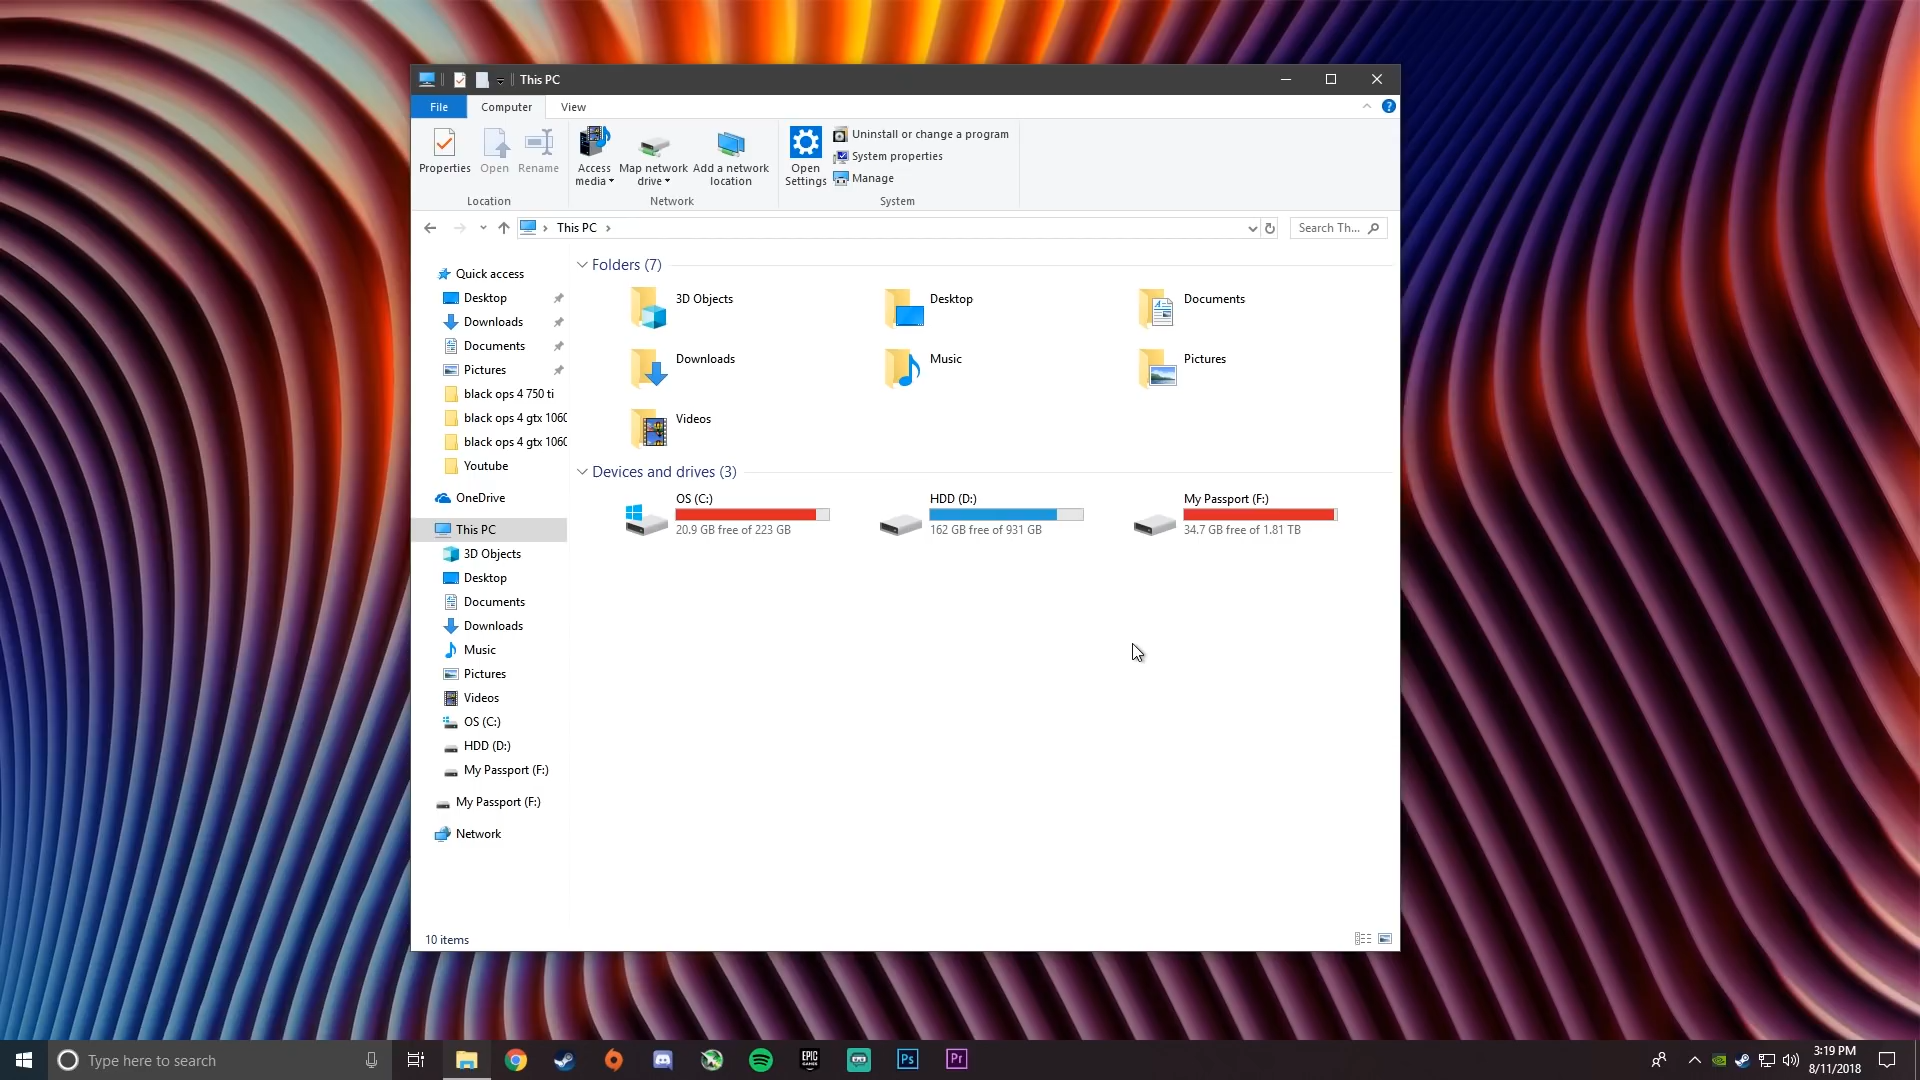 This PC
File
Computer
View
Properties
Open
Rename
Access media
Map network drive
Add a network location
Open Settings
Uninstall or change a program
System properties
Manage
Location
Network
System
This PC
Search Th...
Quick access
Desktop
Downloads
Documents
Pictures
black ops 4 750 ti
black ops 4 gtx 1060
black ops 4 gtx 1060
Youtube
OneDrive
This PC
3D Objects
Desktop
Documents
Downloads
Music
Pictures
Videos
OS (C:)
HDD (D:)
My Passport (F:)
My Passport (F:)
Network
Folders (7)
3D Objects
Desktop
Documents
Downloads
Music
Pictures
Videos
Devices and drives (3)
OS (C:)
20.9 GB free of 223 GB
HDD (D:)
162 GB free of 931 GB
My Passport (F:)
34.7 GB free of 1.81 TB
10 items
Type here to search
EPIC GAMES
Ps
Pr
3:19 PM
8/11/2018